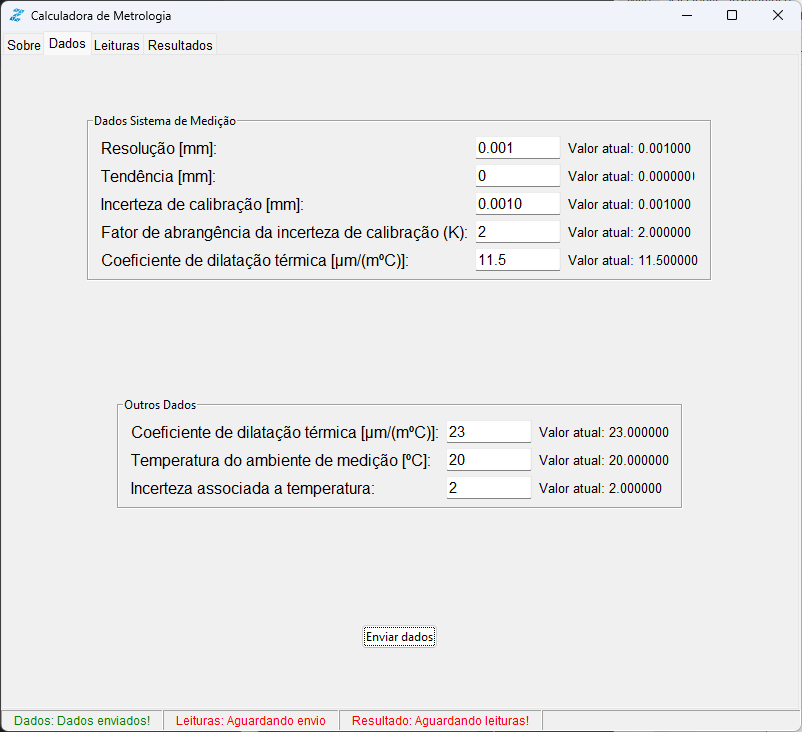 Calculadora de Metrologia
Sobre Dados Leituras Resultados
Dados Sistema de Medição
Resolução [mm]: 0.001 Valor atual: 0.001000
Tendência [mm]: 0 Valor atual: 0.000000
Incerteza de calibração [mm]: 0.0010 Valor atual: 0.001000
Fator de abrangência da incerteza de calibração (K): 2 Valor atual: 2.000000
Coeficiente de dilatação térmica [µm/(mºC)]: 11.5 Valor atual: 11.500000
Outros Dados
Coeficiente de dilatação térmica [µm/(mºC)]: 23 Valor atual: 23.000000
Temperatura do ambiente de medição [ºC]: 20 Valor atual: 20.000000
Incerteza associada a temperatura: 2 Valor atual: 2.000000
Enviar dados
Dados: Dados enviados! Leituras: Aguardando envio Resultado: Aguardando leituras!